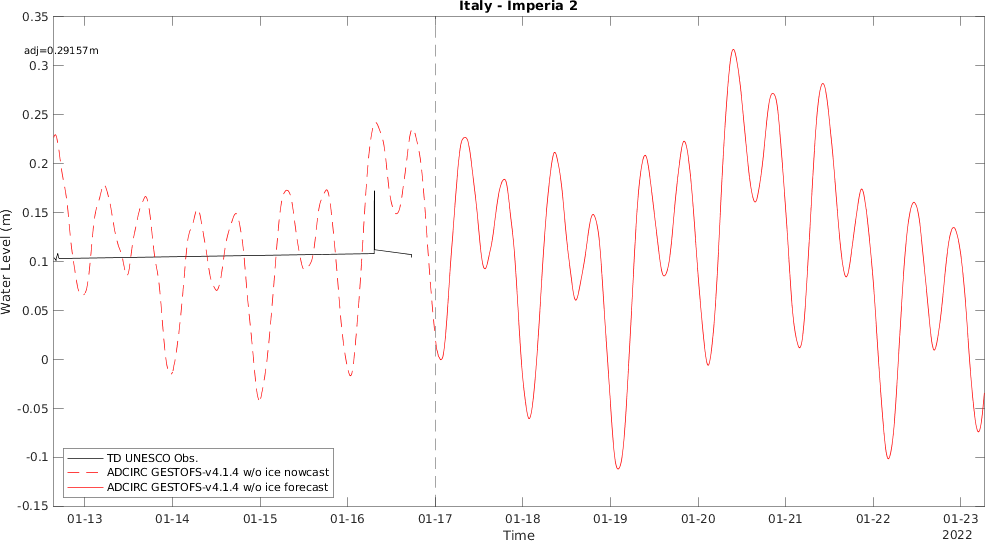 Italy - Imperia 2
adj=0.29157m
0.35
0.3
0.25
0.2
0.15
0.1
0.05
0
-0.05
-0.1
-0.15
Water Level (m)
TD UNESCO Obs.
ADCIRC GESTOFS-v4.1.4 w/o ice nowcast
ADCIRC GESTOFS-v4.1.4 w/o ice forecast
01-13 01-14 01-15 01-16 01-17 01-18 01-19 01-20 01-21 01-22 01-23
2022
Time